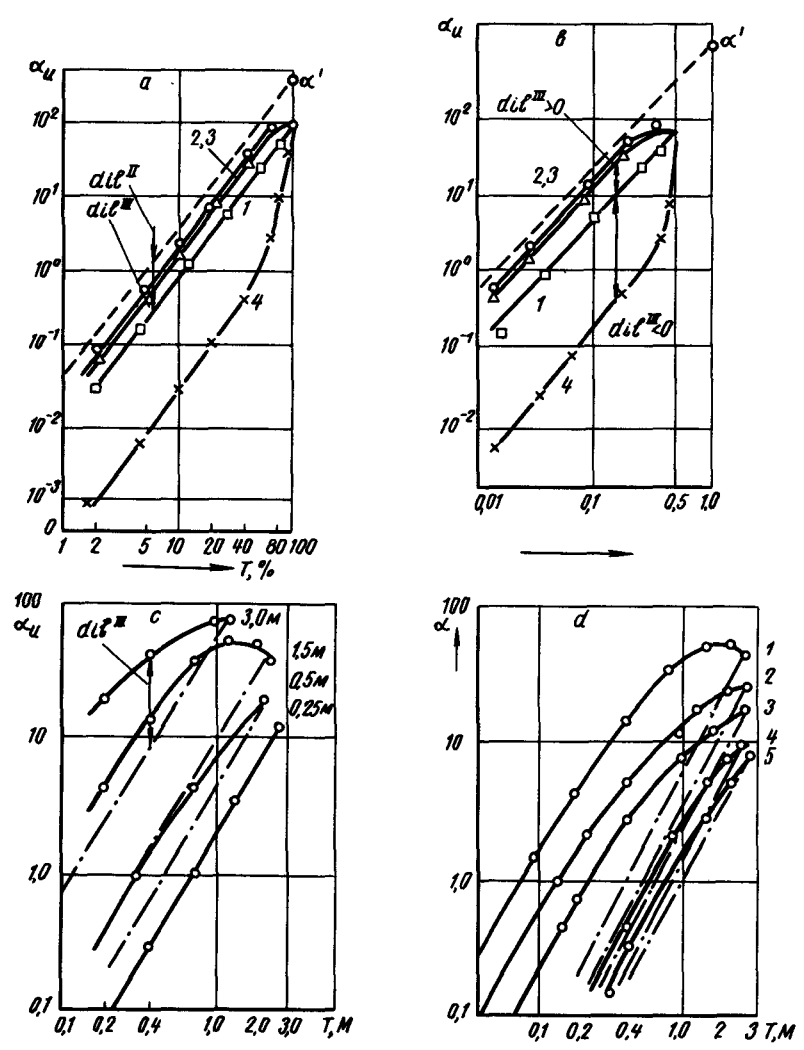 α_u
a
α'
10²
2,3
dil^II
dil^III
10¹
1
10⁰
4
10⁻¹
10⁻²
10⁻³
0
1 2 5 10 20 40 80 100
T, %
α_u
в
α'
10²
dil^III>0
2,3
10¹
10⁰
1
dil^III<0
10⁻¹
4
10⁻²
0,01 0,1 0,5 1,0
100
α_u
c
3,0м
dil^III
1,5м
0,5м
0,25м
10
1,0
0,1
0,1 0,2 0,4 1,0 2,0 3,0 T,M
100
α
d
1
2
3
10
4
5
1,0
0,1
0,1 0,2 0,4 1,0 2 3 T,M